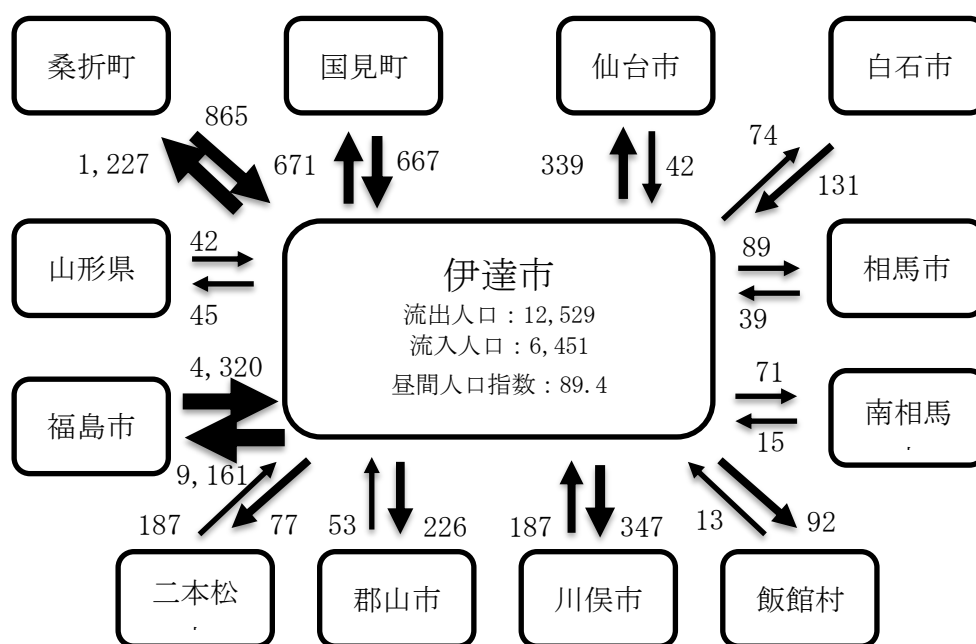 桑折町
国見町
仙台市
白石市
865
1,227
671
667
339
42
74
131
山形県
42
45
伊達市
流出人口：12,529
流入人口：6,451
昼間人口指数：89.4
89
39
相馬市
福島市
4,320
9,161
71
15
南相馬
187
77
53
226
187
347
13
92
二本松
郡山市
川俣市
飯館村